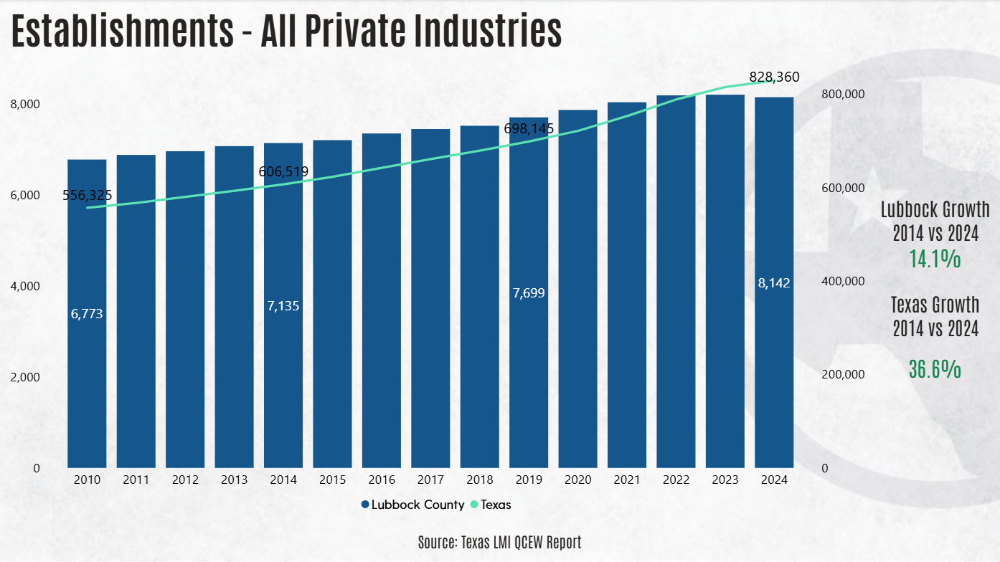 Establishments - All Private Industries
828,360
8,000
800,000
698,145
606,519
556,325
6,000
600,000
Lubbock Growth
2014 vs 2024
14.1%
4,000
400,000
8,142
7,699
7,135
6,773
Texas Growth
2014 vs 2024
36.6%
2,000
200,000
0
0
2010 2011 2012 2013 2014 2015 2016 2017 2018 2019 2020 2021 2022 2023 2024
Lubbock County Texas
Source: Texas LMI QCEW Report